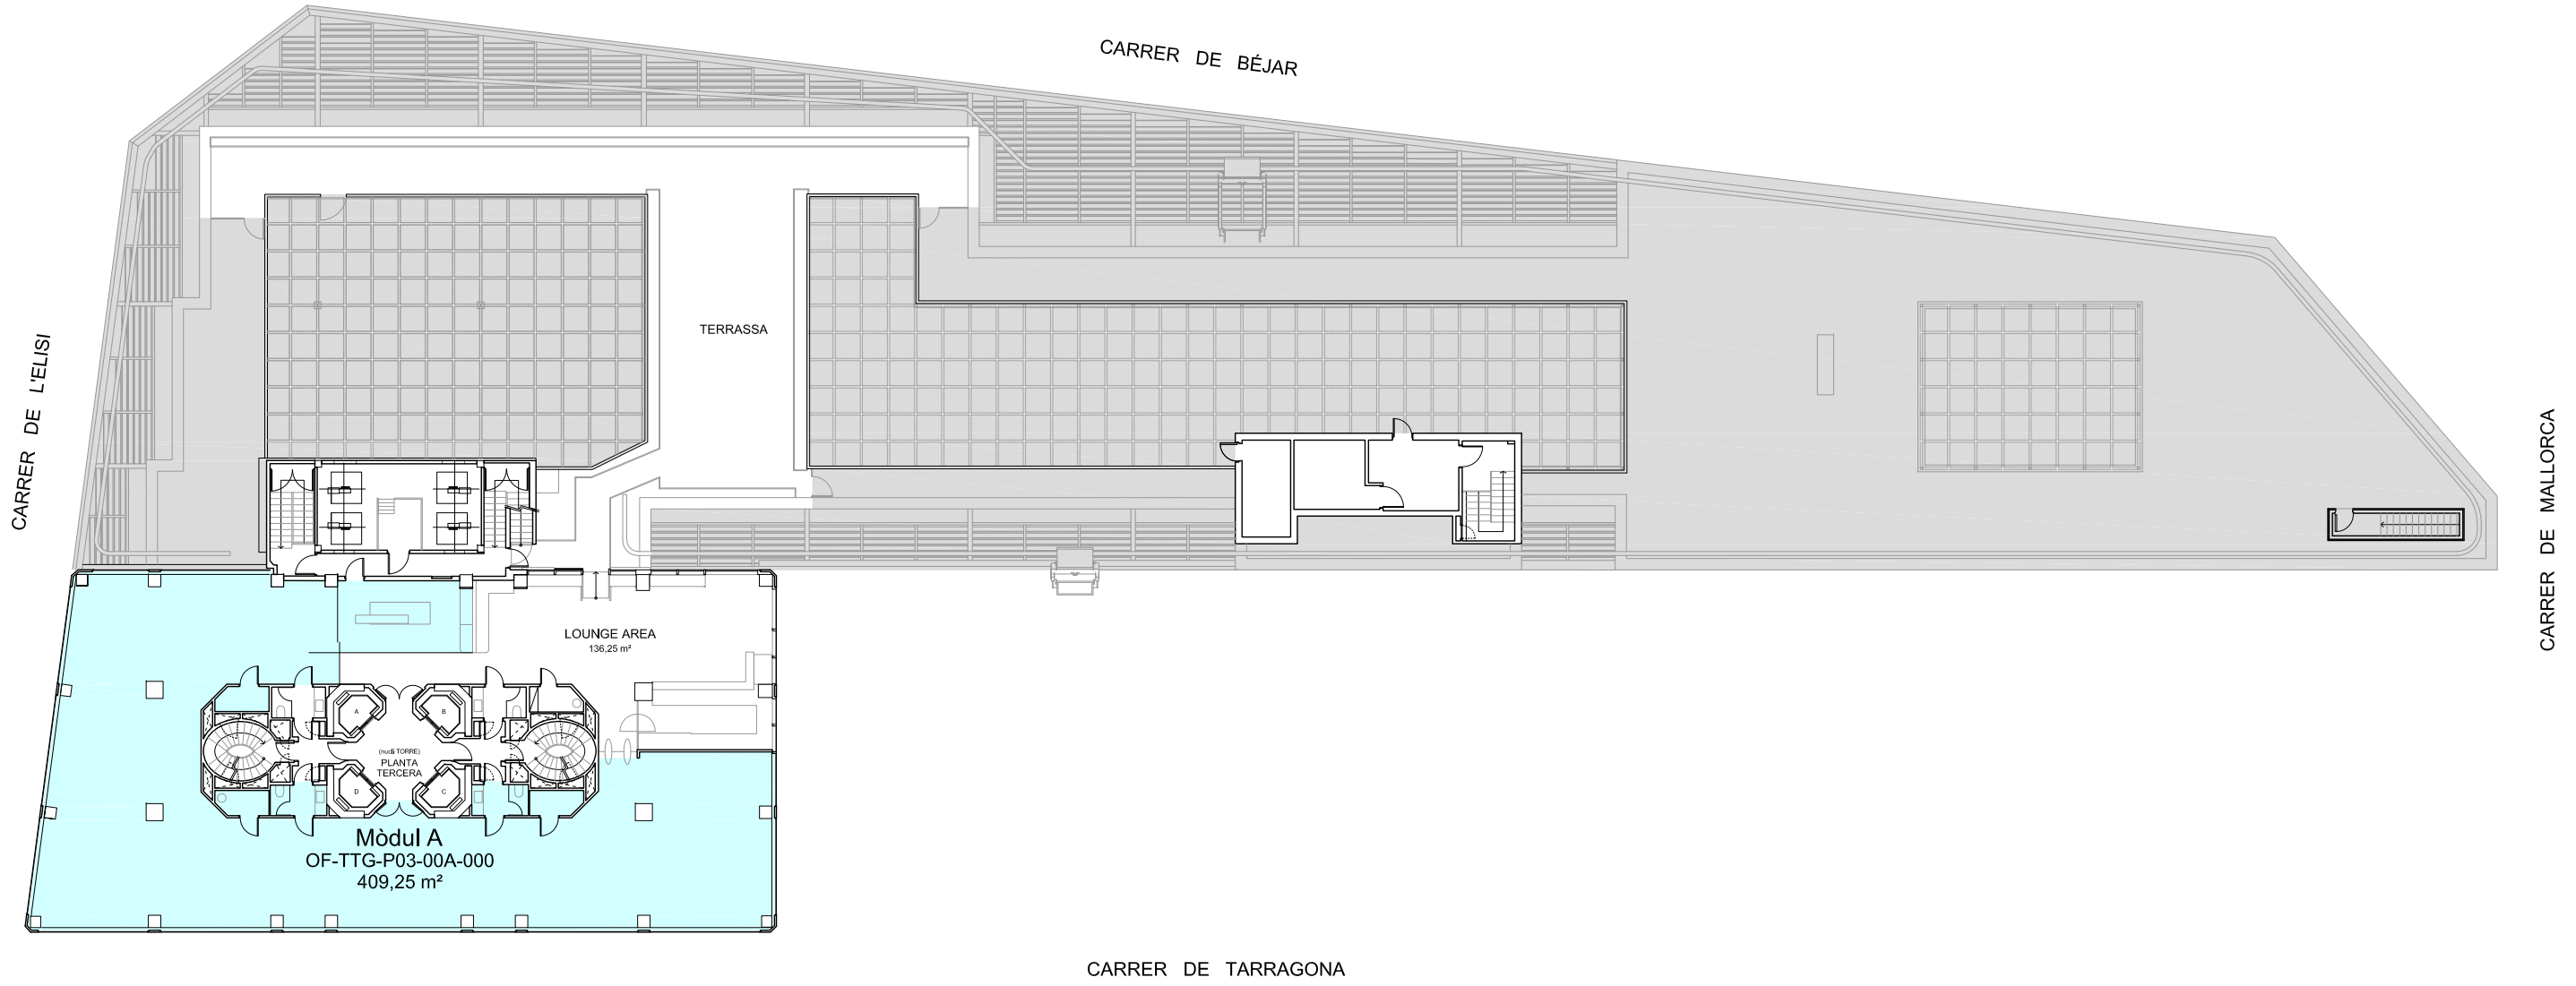 CARRER DE BÉJAR
TERRASSA
CARRER DE L'ELISI
CARRER DE MALLORCA
LOUNGE AREA
136,25 m²
A
B
(nucli TORRE)
PLANTA
TERCERA
D
C
Mòdul A
OF-TTG-P03-00A-000
409,25 m²
CARRER DE TARRAGONA